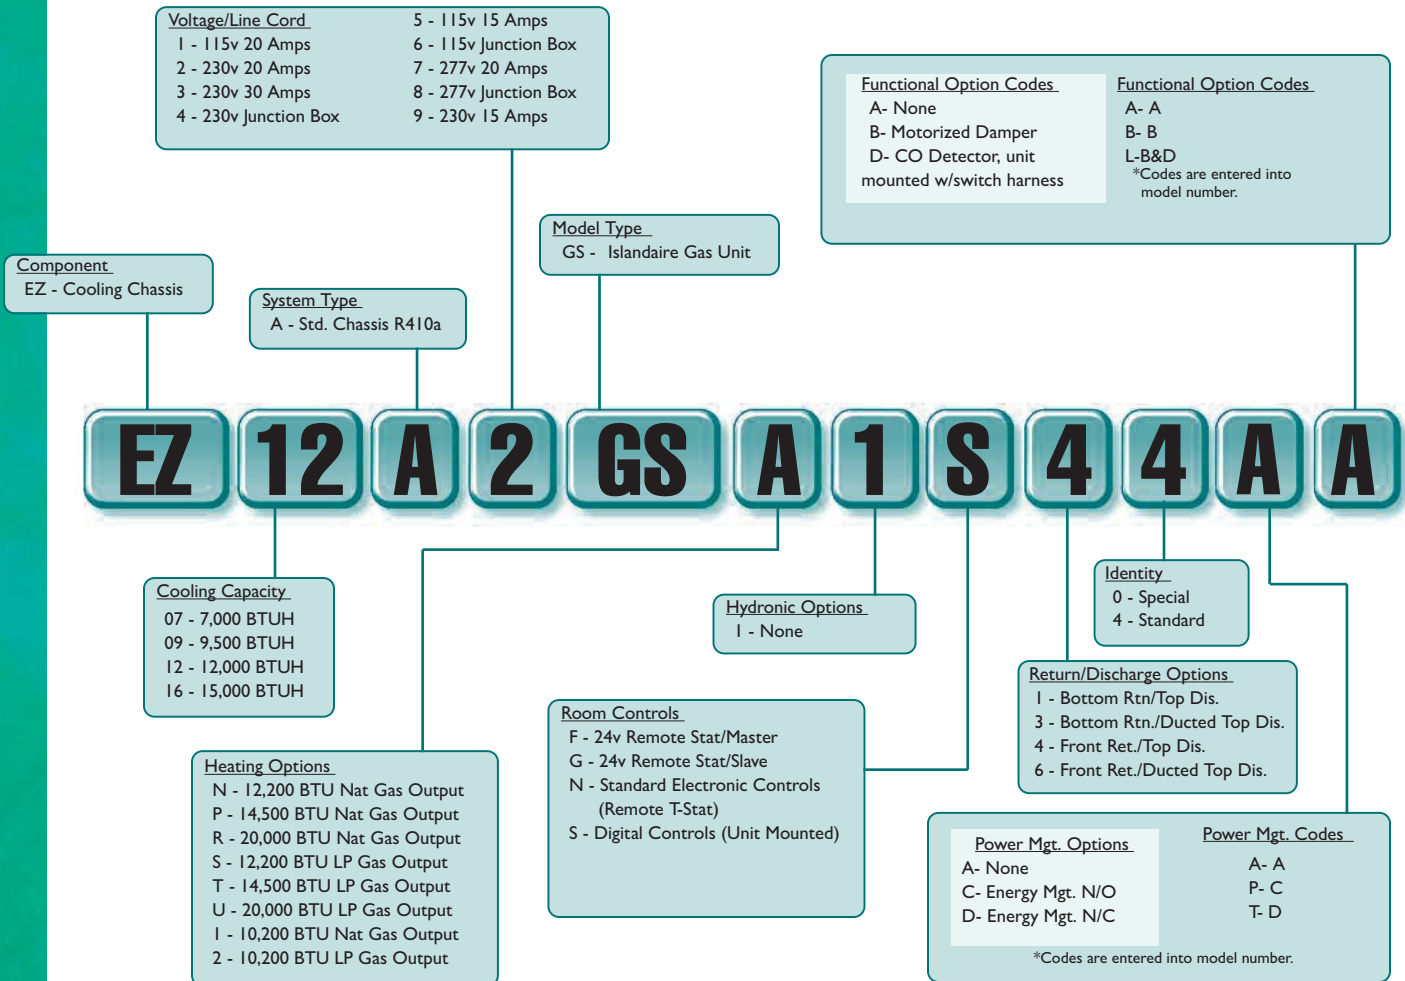 Voltage/Line Cord
1 - 115v 20 Amps
2 - 230v 20 Amps
3 - 230v 30 Amps
4 - 230v Junction Box
5 - 115v 15 Amps
6 - 115v Junction Box
7 - 277v 20 Amps
8 - 277v Junction Box
9 - 230v 15 Amps
Functional Option Codes
A- None
B- Motorized Damper
D- CO Detector, unit
mounted w/switch harness
Functional Option Codes
A- A
B- B
L-B&D
*Codes are entered into
model number.
Model Type
GS - Islandaire Gas Unit
Component
EZ - Cooling Chassis
System Type
A - Std. Chassis R410a
EZ 12 A 2 GS A 1 S 4 4 A A
Cooling Capacity
07 - 7,000 BTUH
09 - 9,500 BTUH
12 - 12,000 BTUH
16 - 15,000 BTUH
Hydronic Options
1 - None
Identity
0 - Special
4 - Standard
Return/Discharge Options
1 - Bottom Rtn/Top Dis.
3 - Bottom Rtn./Ducted Top Dis.
4 - Front Ret./Top Dis.
6 - Front Ret./Ducted Top Dis.
Room Controls
F - 24v Remote Stat/Master
G - 24v Remote Stat/Slave
N - Standard Electronic Controls
(Remote T-Stat)
S - Digital Controls (Unit Mounted)
Heating Options
N - 12,200 BTU Nat Gas Output
P - 14,500 BTU Nat Gas Output
R - 20,000 BTU Nat Gas Output
S - 12,200 BTU LP Gas Output
T - 14,500 BTU LP Gas Output
U - 20,000 BTU LP Gas Output
1 - 10,200 BTU Nat Gas Output
2 - 10,200 BTU LP Gas Output
Power Mgt. Options
A- None
C- Energy Mgt. N/O
D- Energy Mgt. N/C
Power Mgt. Codes
A- A
P- C
T- D
*Codes are entered into model number.